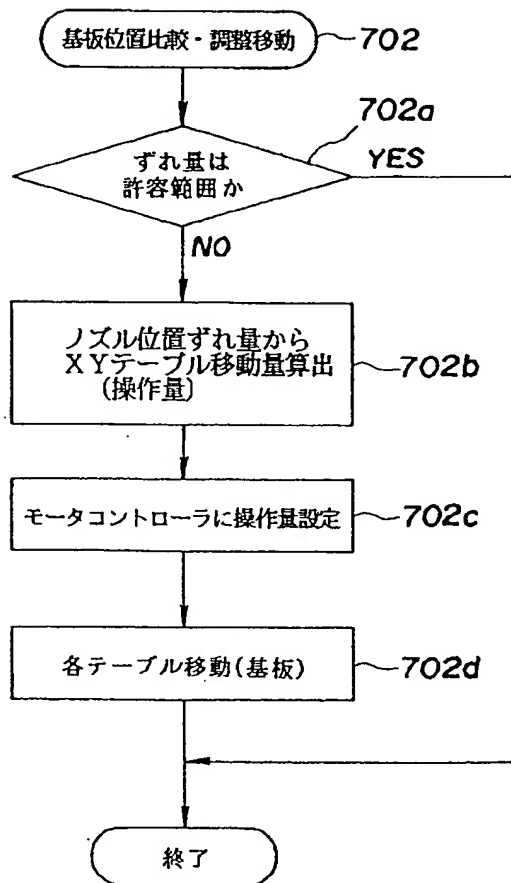 基板位置比較・調整移動
702
702a
ずれ量は
許容範囲か
YES
NO
ノズル位置ずれ量から
XYテーブル移動量算出
(操作量)
702b
モータコントローラに操作量設定
702c
各テーブル移動(基板)
702d
終了